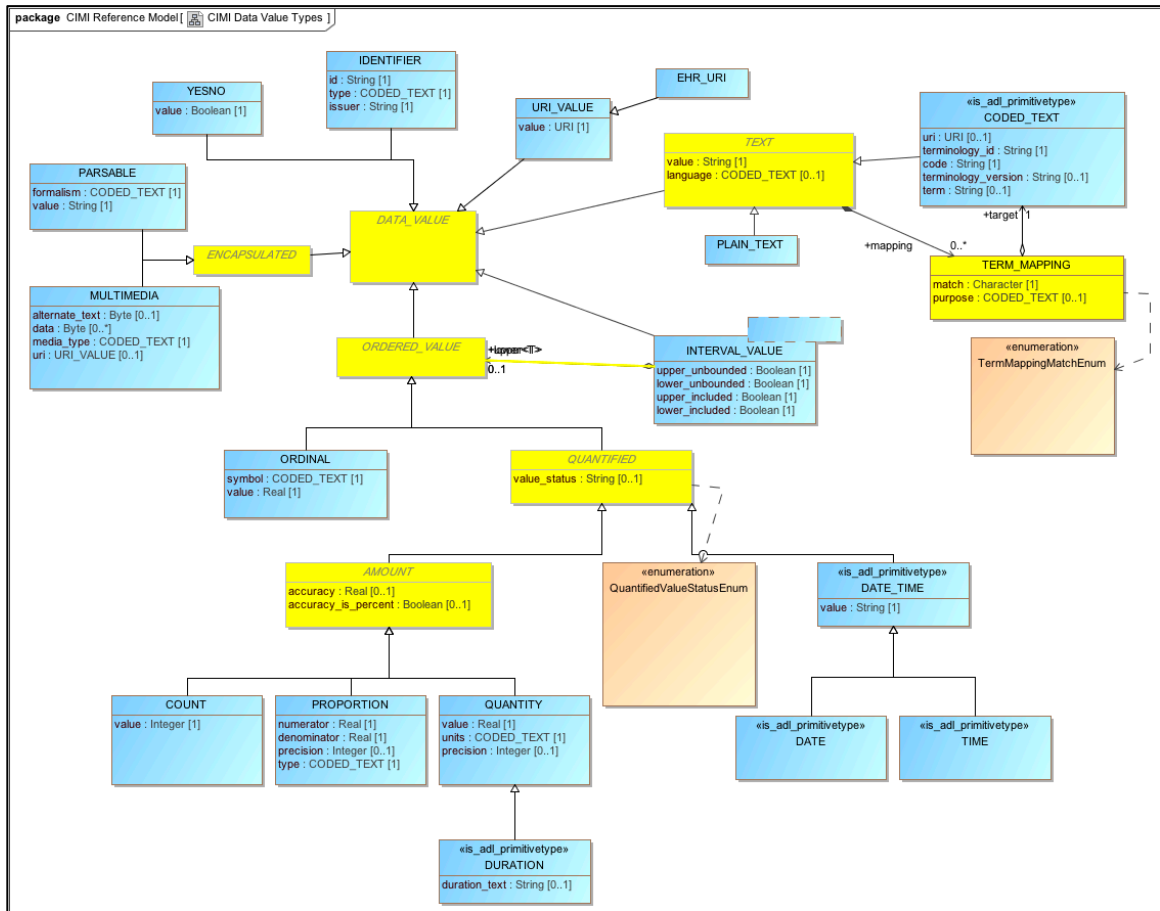 package CIMI Reference Model[ CIMI Data Value Types ]
IDENTIFIER
id : String [1]
type : CODED_TEXT [1]
issuer : String [1]
YESNO
value : Boolean [1]
URI_VALUE
value : URI [1]
EHR_URI
TEXT
value : String [1]
language : CODED_TEXT [0..1]
«is_adl_primitivetype»
CODED_TEXT
uri : URI [0..1]
terminology_id : String [1]
code : String [1]
terminology_version : String [0..1]
term : String [0..1]
PARSABLE
formalism : CODED_TEXT [1]
value : String [1]
DATA_VALUE
ENCAPSULATED
PLAIN_TEXT
+target 1
+mapping
0..*
TERM_MAPPING
match : Character [1]
purpose : CODED_TEXT [0..1]
MULTIMEDIA
alternate_text : Byte [0..1]
data : Byte [0..*]
media_type : CODED_TEXT [1]
uri : URI_VALUE [0..1]
ORDERED_VALUE
0..1
INTERVAL_VALUE
upper_unbounded : Boolean [1]
lower_unbounded : Boolean [1]
upper_included : Boolean [1]
lower_included : Boolean [1]
«enumeration»
TermMappingMatchEnum
ORDINAL
symbol : CODED_TEXT [1]
value : Real [1]
QUANTIFIED
value_status : String [0..1]
AMOUNT
accuracy : Real [0..1]
accuracy_is_percent : Boolean [0..1]
«enumeration»
QuantifiedValueStatusEnum
«is_adl_primitivetype»
DATE_TIME
value : String [1]
COUNT
value : Integer [1]
PROPORTION
numerator : Real [1]
denominator : Real [1]
precision : Integer [0..1]
type : CODED_TEXT [1]
QUANTITY
value : Real [1]
units : CODED_TEXT [1]
precision : Integer [0..1]
«is_adl_primitivetype»
DATE
«is_adl_primitivetype»
TIME
«is_adl_primitivetype»
DURATION
duration_text : String [0..1]